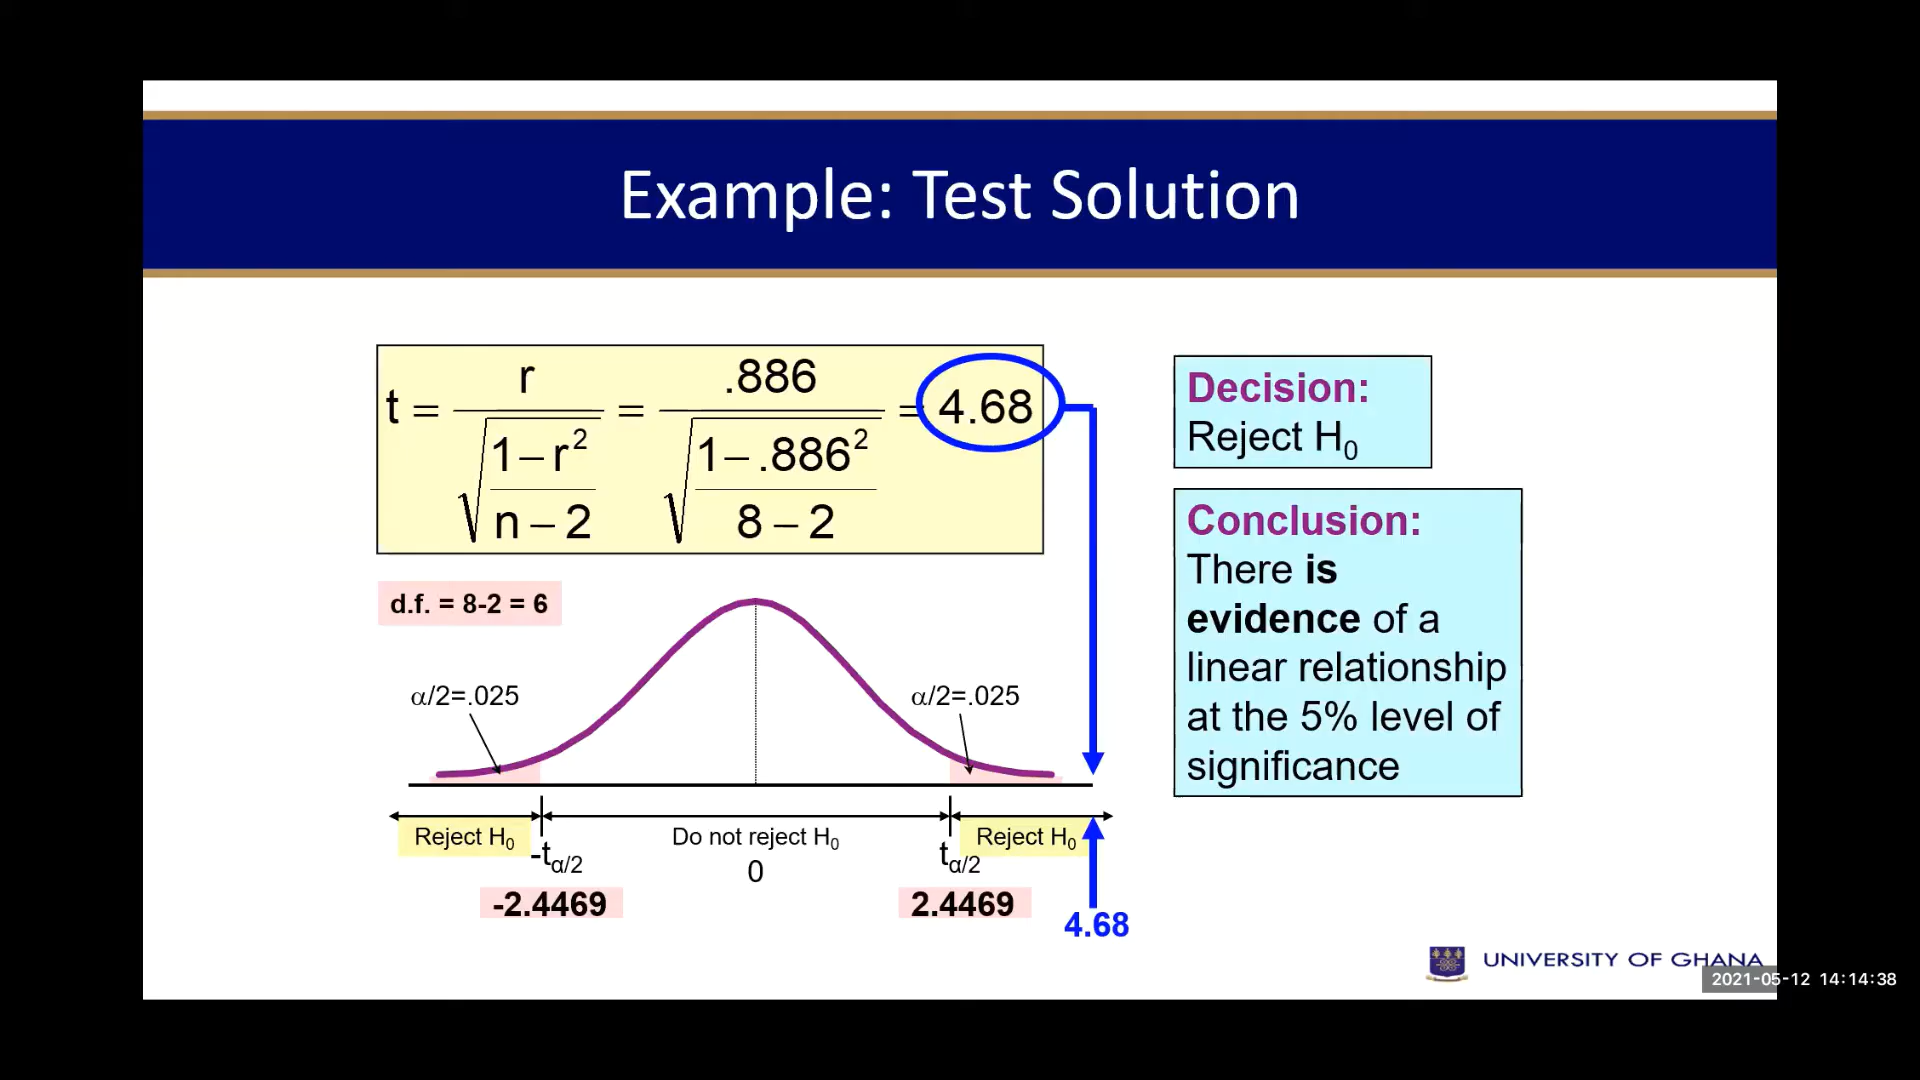 Example: Test Solution
t = r / √((1 – r²) / (n – 2)) = .886 / √((1 – .886²) / (8 – 2)) = 4.68
d.f. = 8-2 = 6
α/2=.025
α/2=.025
Reject H₀
Do not reject H₀
Reject H₀
-tα/2
0
tα/2
-2.4469
2.4469
4.68
Decision:
Reject H₀
Conclusion:
There is
evidence of a
linear relationship
at the 5% level of
significance
UNIVERSITY OF GHANA
2021-05-12 14:14:38